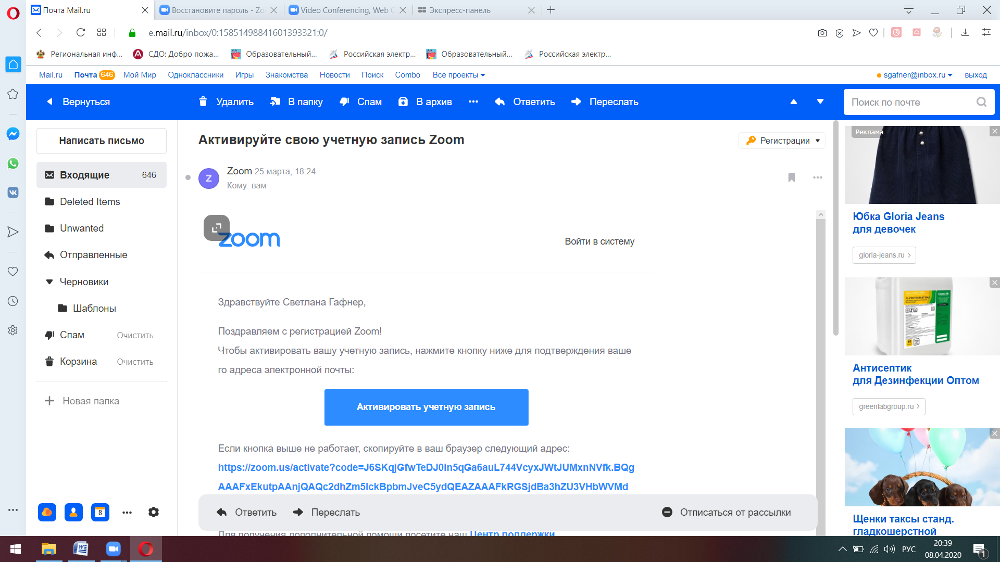 Почта Mail.ru
Восстановите пароль - Zo
Video Conferencing, Web C
Экспресс-панель
e.mail.ru/inbox/0:15851498841601393321:0/
Региональная инф...
СДО: Добро пожа...
Образовательный...
Российская электр...
Образовательный...
Российская электр...
Mail.ru Почта 646 Мой Мир Одноклассники Игры Знакомства Новости Поиск Combo Все проекты
sgafner@inbox.ru выход
Вернуться Удалить В папку Спам В архив Ответить Переслать
Поиск по почте
Написать письмо
Входящие 646
Deleted Items
Unwanted
Отправленные
Черновики
Шаблоны
Спам Очистить
Корзина Очистить
Новая папка
8
Активируйте свою учетную запись Zoom
Регистрации
Z
Zoom 25 марта, 18:24
Кому: вам
zoom
Войти в систему
Здравствуйте Светлана Гафнер,
Поздравляем с регистрацией Zoom!
Чтобы активировать вашу учетную запись, нажмите кнопку ниже для подтверждения ваше
го адреса электронной почты:
Активировать учетную запись
Если кнопка выше не работает, скопируйте в ваш браузер следующий адрес:
https://zoom.us/activate?code=J6SKqjGfwTeDJ0in5qGa6auL744VcyxJWtJUMxnNVfk.BQg
AAAFxEkutpAAnjQAQc2dhZm5lckBpbmJveC5ydQEAZAAAFkRGSjdBa3hZU3VHbWVMd
Ответить Переслать Отписаться от рассылки
Для получения дополнительной помощи посетите наш Центр поддержки
Реклама
Юбка Gloria Jeans
для девочек
gloria-jeans.ru
Антисептик
для Дезинфекции Оптом
greenlabgroup.ru
Щенки таксы станд.
гладкошерстной
РУС
20:39
08.04.2020
1